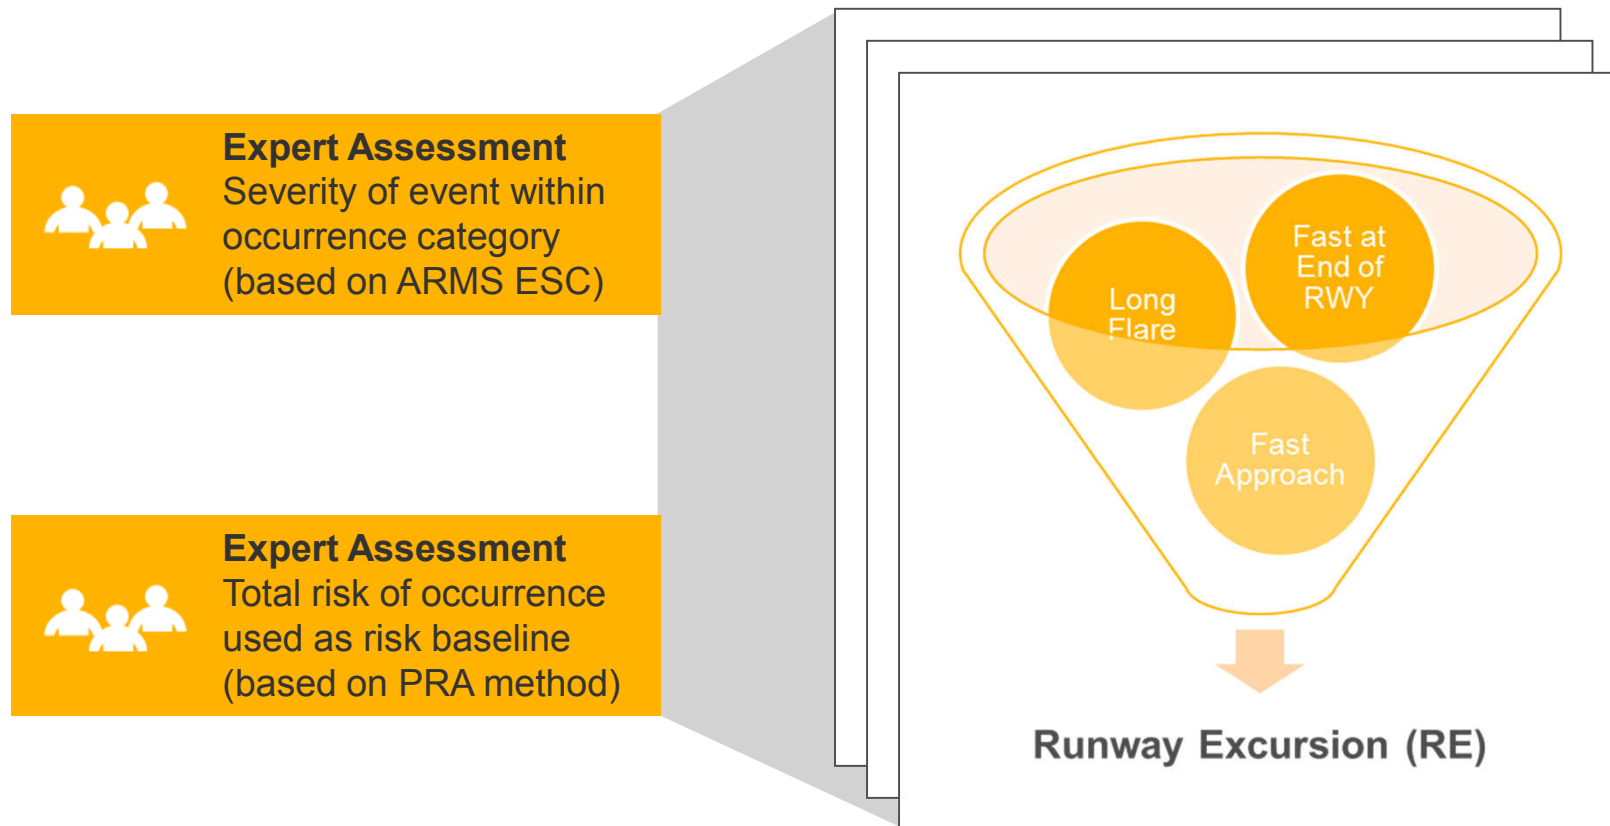 Expert Assessment
Severity of event within
occurrence category
(based on ARMS ESC)
Expert Assessment
Total risk of occurrence
used as risk baseline
(based on PRA method)
Fast at
End of
RWY
Long
Flare
Fast
Approach
Runway Excursion (RE)